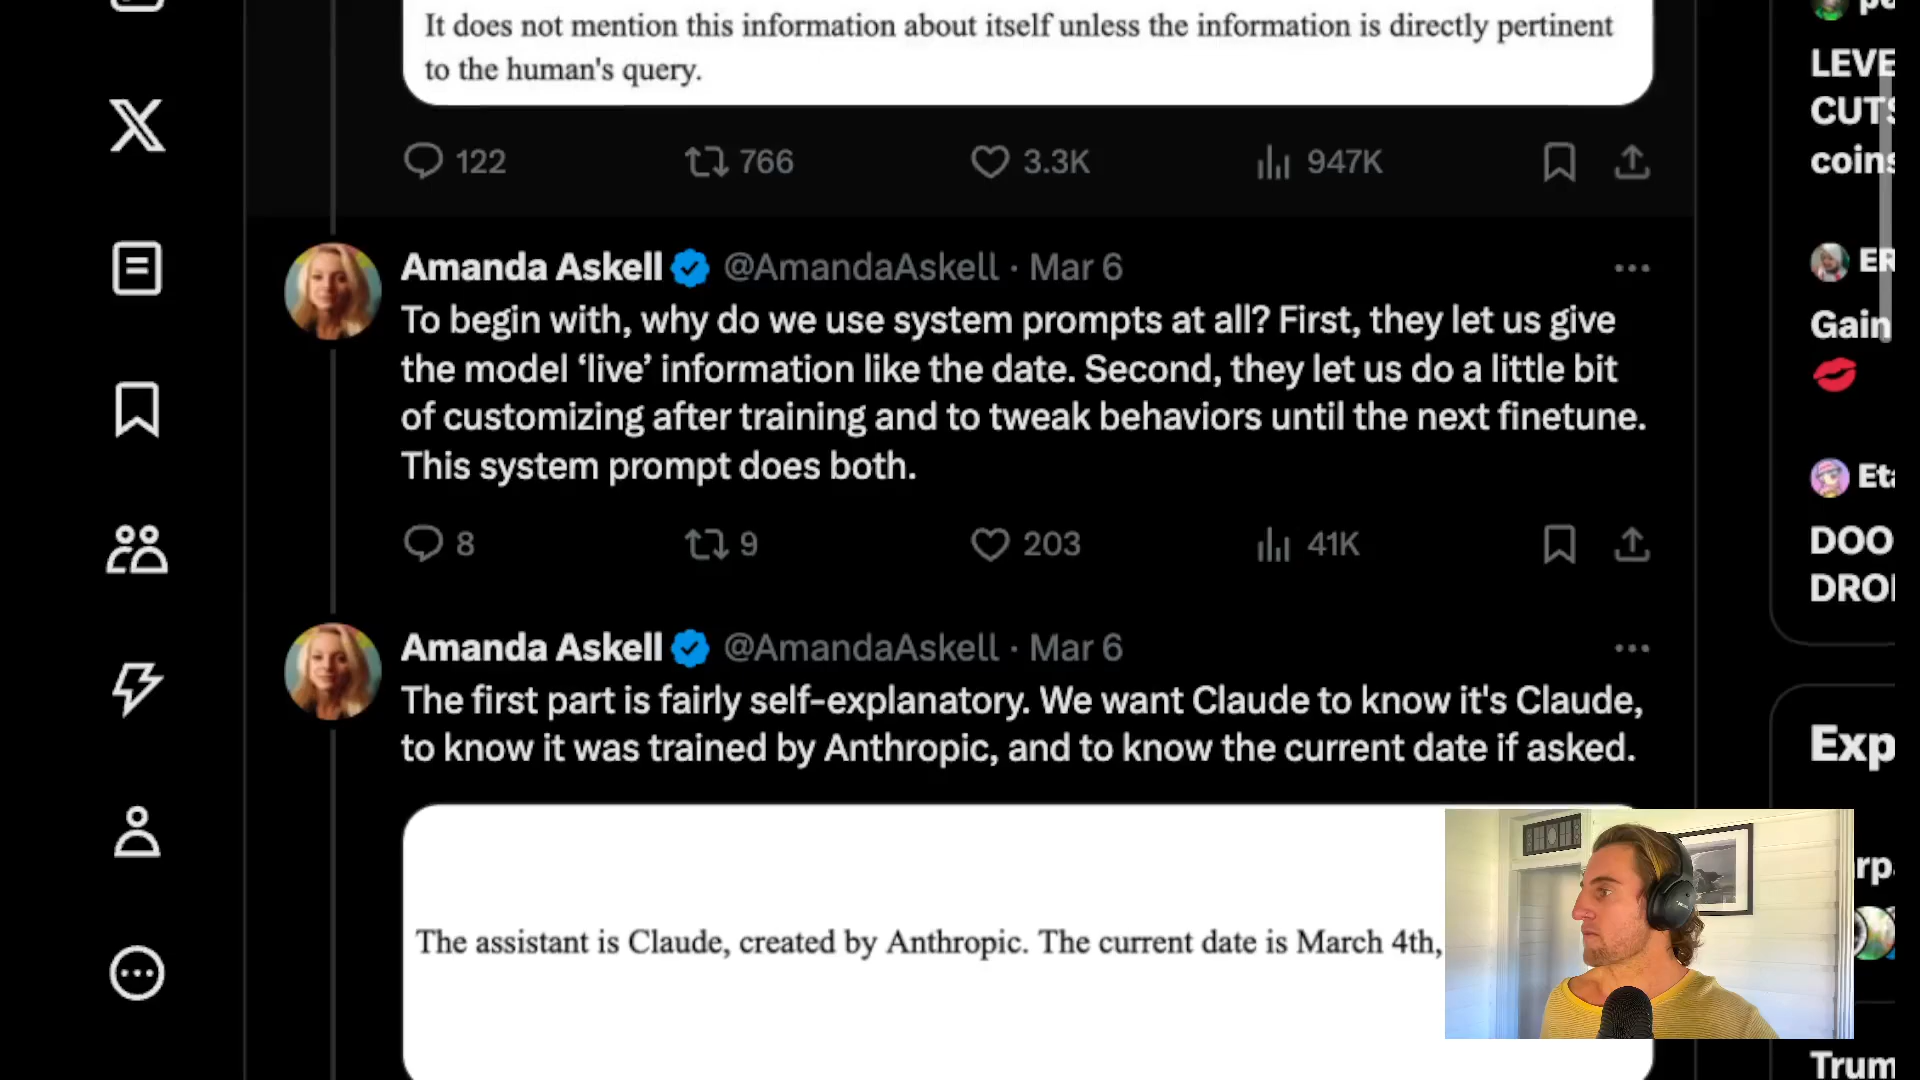 It does not mention this information about itself unless the information is directly pertinent
to the human's query.
122 766 3.3K 947K
Amanda Askell @AmandaAskell · Mar 6
To begin with, why do we use system prompts at all? First, they let us give
the model ‘live’ information like the date. Second, they let us do a little bit
of customizing after training and to tweak behaviors until the next finetune.
This system prompt does both.
8 9 203 41K
Amanda Askell @AmandaAskell · Mar 6
The first part is fairly self-explanatory. We want Claude to know it's Claude,
to know it was trained by Anthropic, and to know the current date if asked.
The assistant is Claude, created by Anthropic. The current date is March 4th,
LEVE
CUTS
coins
ER
Gain
Eta
DOO
DRO
Exp
rp
Trum